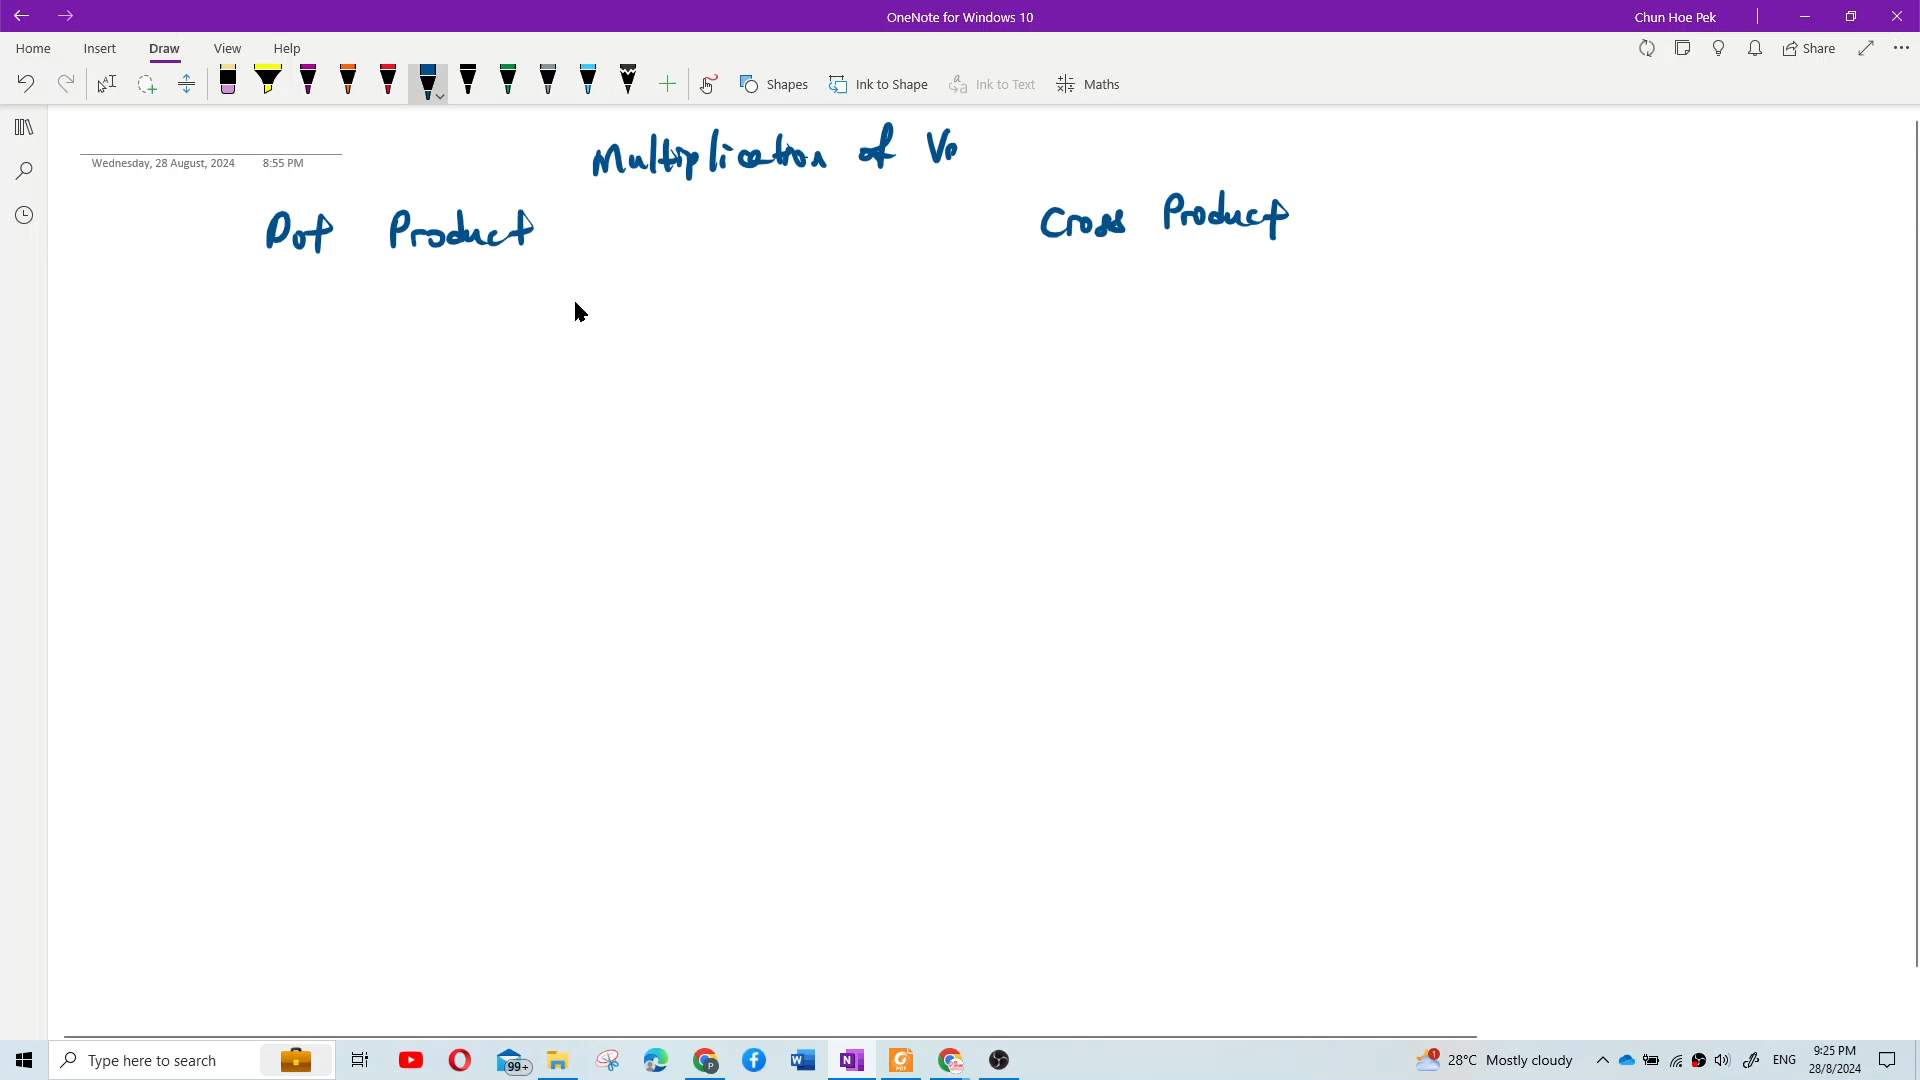 OneNote for Windows 10
Chun Hoe Pek
Home Insert Draw View Help
Share
Shapes Ink to Shape Ink to Text Maths
Multiplication of Ve
Wednesday, 28 August, 2024 8:55 PM
Dot Product
Cross Product
Type here to search
99+
1
28°C Mostly cloudy
ENG
9:25 PM
28/8/2024